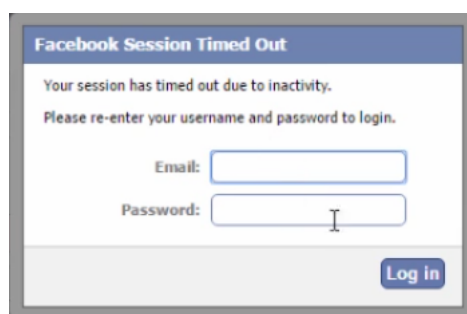 Facebook Session Timed Out
Your session has timed out due to inactivity.
Please re-enter your username and password to login.
Email:
Password:
Log in